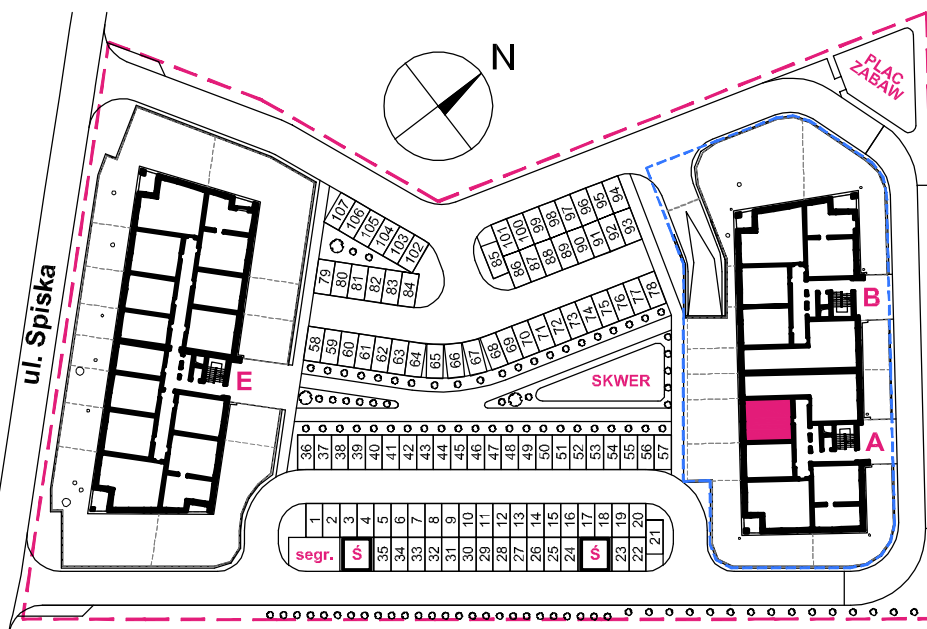 N
PLAC
ZABAW
ul. Spiska
107 106 105 104 103 102
79 80 81 82 83 84
85 101 100 99 98 97 96 95 94
86 87 88 89 90 91 92 93
58 59 60 61 62 63 64 65 66 67 68 69 70 71 72 73 74 75 76 77 78
B
E
SKWER
A
36 37 38 39 40 41 42 43 44 45 46 47 48 49 50 51 52 53 54 55 56 57
1 2 3 4 5 6 7 8 9 10 11 12 13 14 15 16 17 18 19 20
21
segr. Ś 35 34 33 32 31 30 29 28 27 26 25 24 Ś 23 22